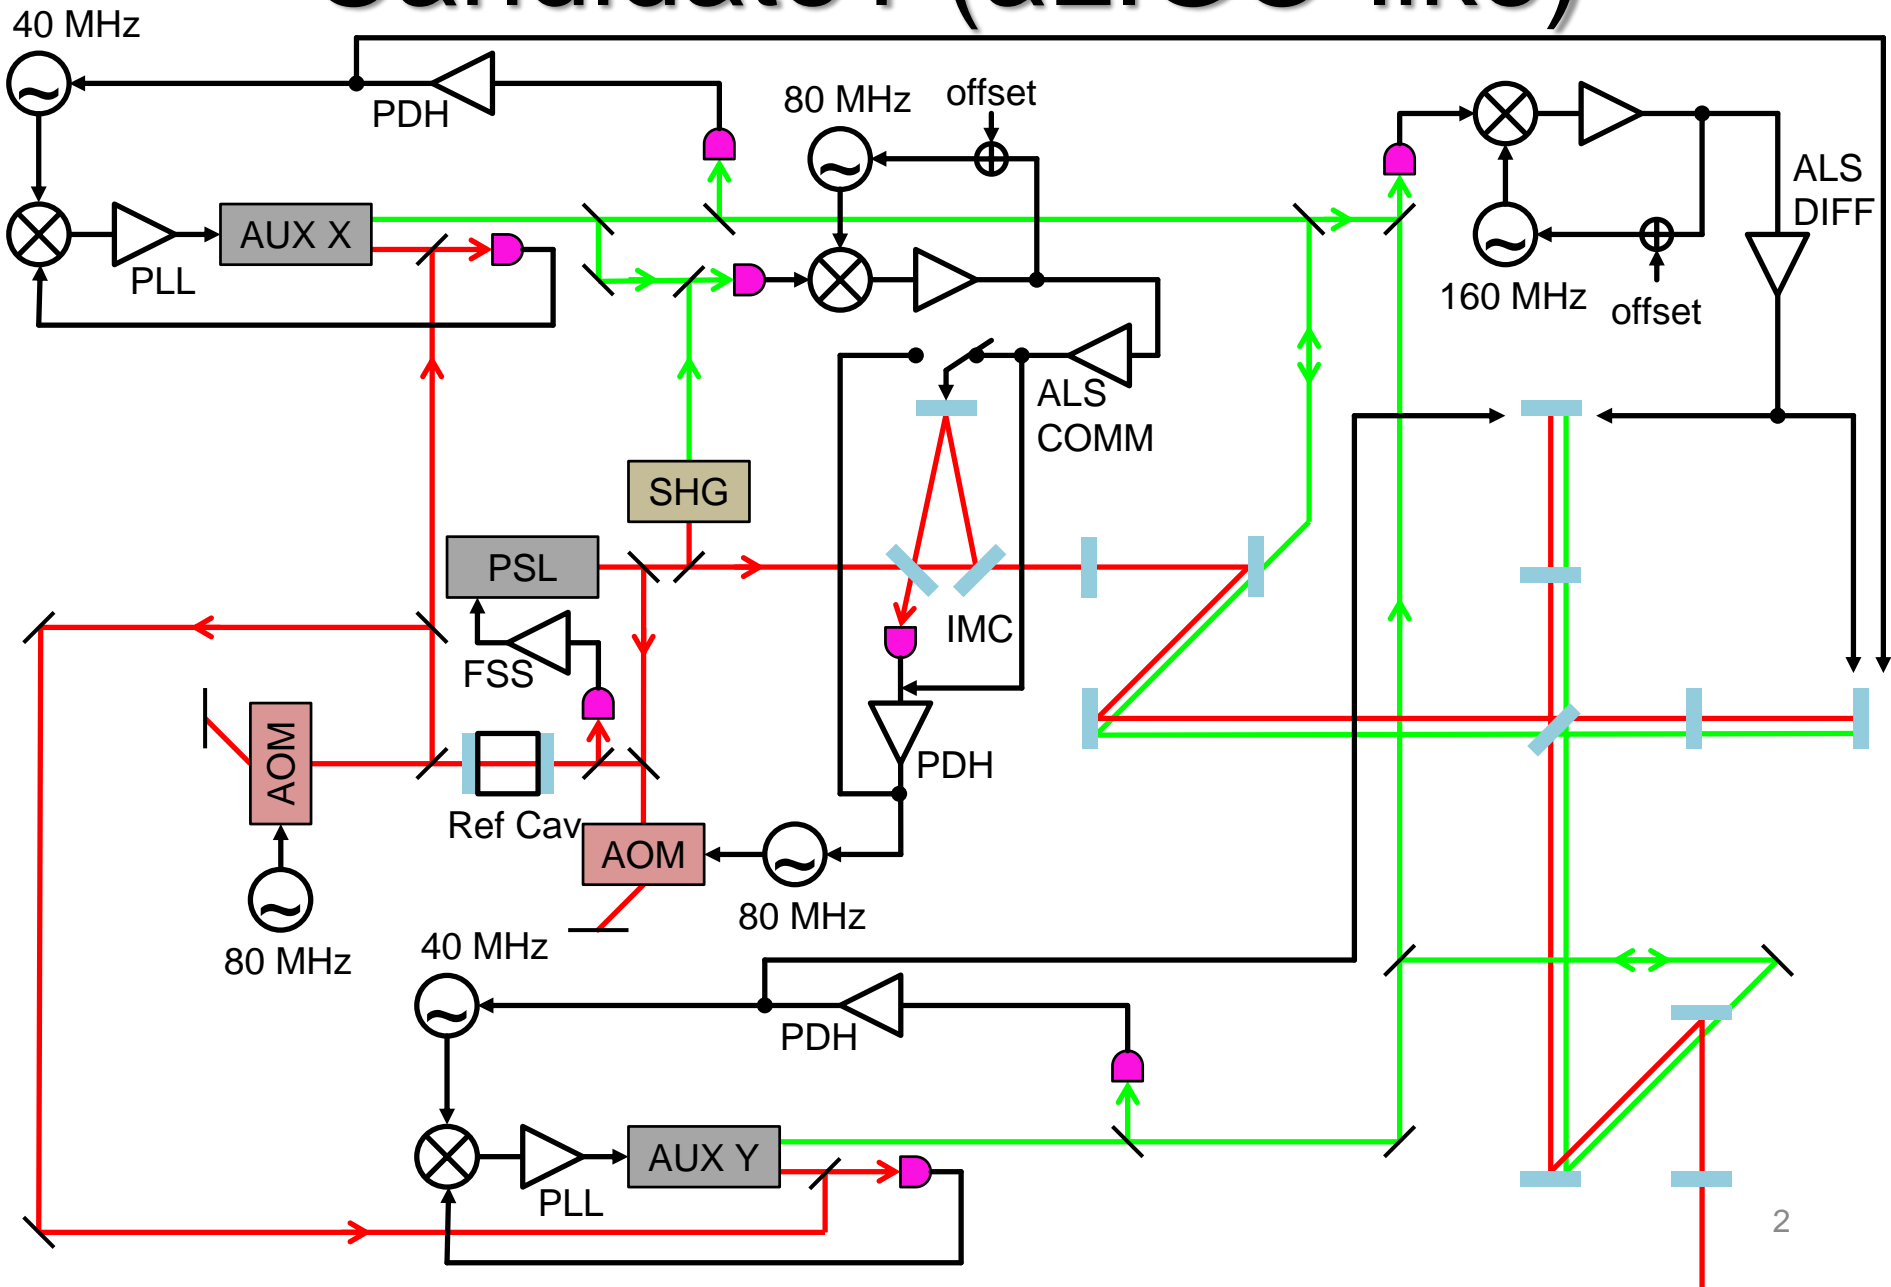 40 MHz
PDH
80 MHz
offset
ALS
DIFF
AUX X
PLL
160 MHz
offset
ALS
COMM
SHG
PSL
IMC
FSS
AOM
PDH
Ref Cav
AOM
80 MHz
80 MHz
40 MHz
PDH
AUX Y
PLL
2